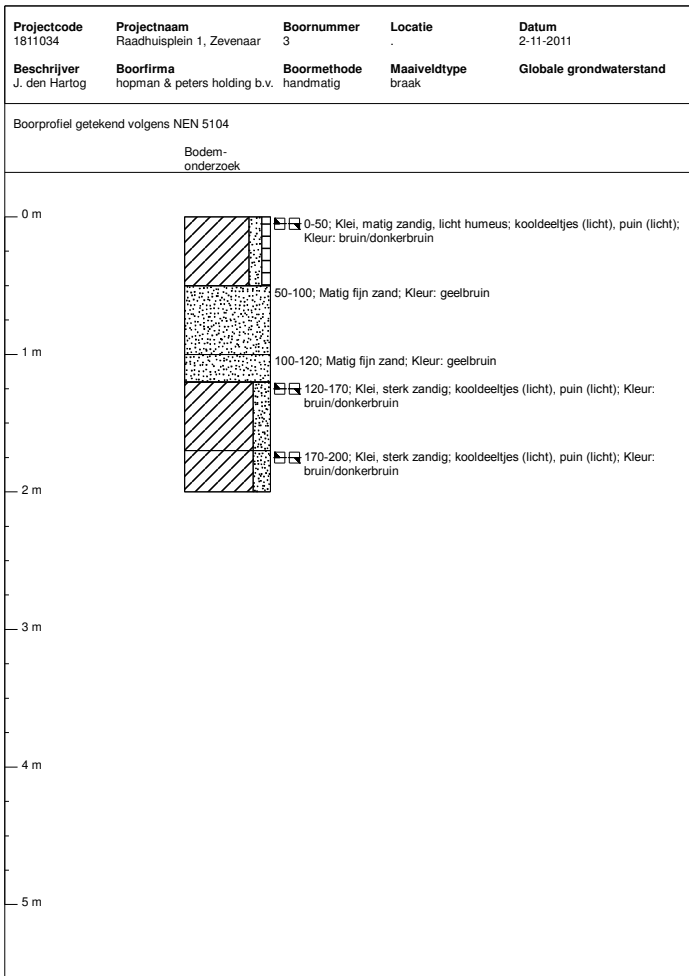 Projectcode Projectnaam Boornummer Locatie Datum
1811034 Raadhuisplein 1, Zevenaar 3 . 2-11-2011
Beschrijver Boorfirma Boormethode Maaiveldtype Globale grondwaterstand
J. den Hartog hopman & peters holding b.v. handmatig braak
Boorprofiel getekend volgens NEN 5104
Bodem-
onderzoek
0 m
0-50; Klei, matig zandig, licht humeus; kooldeeltjes (licht), puin (licht);
Kleur: bruin/donkerbruin
50-100; Matig fijn zand; Kleur: geelbruin
1 m
100-120; Matig fijn zand; Kleur: geelbruin
120-170; Klei, sterk zandig; kooldeeltjes (licht), puin (licht); Kleur:
bruin/donkerbruin
170-200; Klei, sterk zandig; kooldeeltjes (licht), puin (licht); Kleur:
bruin/donkerbruin
2 m
3 m
4 m
5 m